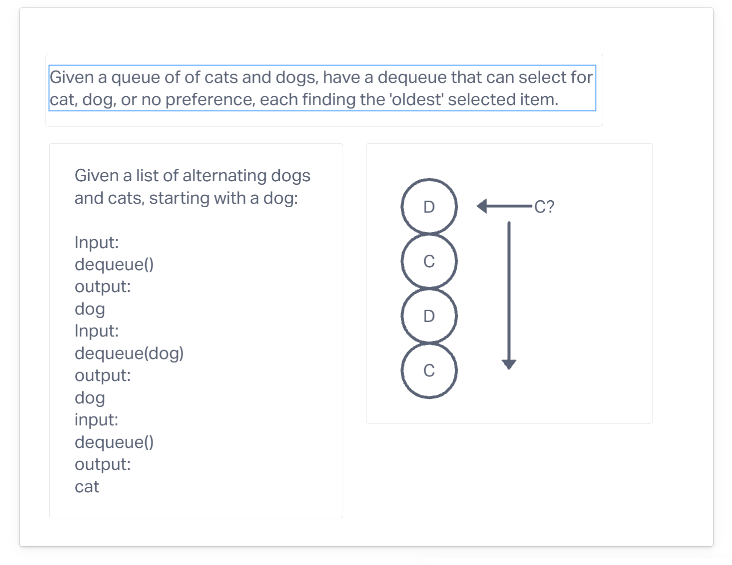 Given a queue of of cats and dogs, have a dequeue that can select for
cat, dog, or no preference, each finding the 'oldest' selected item.
Given a list of alternating dogs
and cats, starting with a dog:
Input:
dequeue()
output:
dog
Input:
dequeue(dog)
output:
dog
input:
dequeue()
output:
cat
D
C?
C
D
C